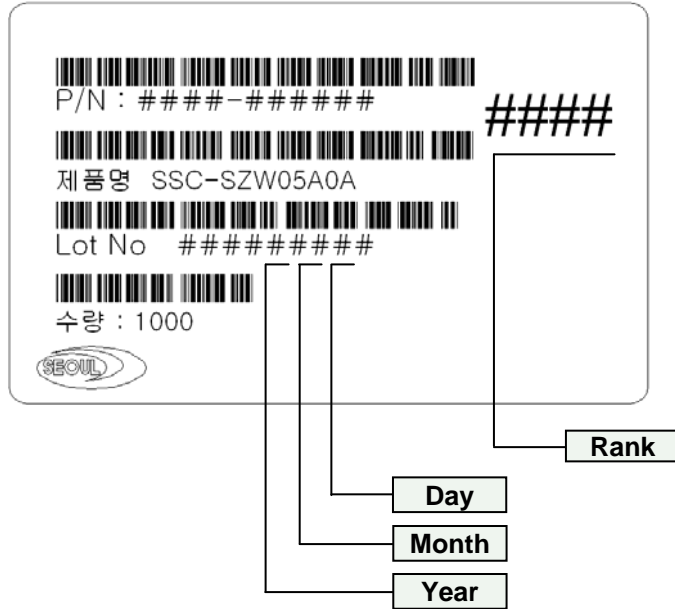 P/N : ####-######
####
제품명 SSC-SZW05A0A
Lot No #########
수량 : 1000
SEOUL
Rank
Day
Month
Year